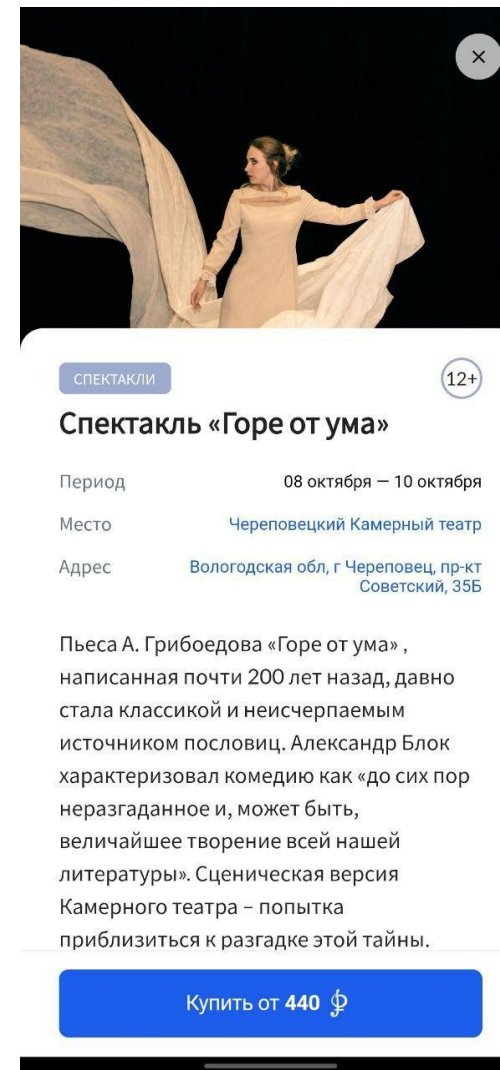 СПЕКТАКЛИ
12+
Спектакль «Горе от ума»
Период 08 октября — 10 октября
Место Череповецкий Камерный театр
Адрес Вологодская обл, г Череповец, пр-кт
Советский, 35Б
Пьеса А. Грибоедова «Горе от ума» ,
написанная почти 200 лет назад, давно
стала классикой и неисчерпаемым
источником пословиц. Александр Блок
характеризовал комедию как «до сих пор
неразгаданное и, может быть,
величайшее творение всей нашей
литературы». Сценическая версия
Камерного театра – попытка
приблизиться к разгадке этой тайны.
Купить от 440